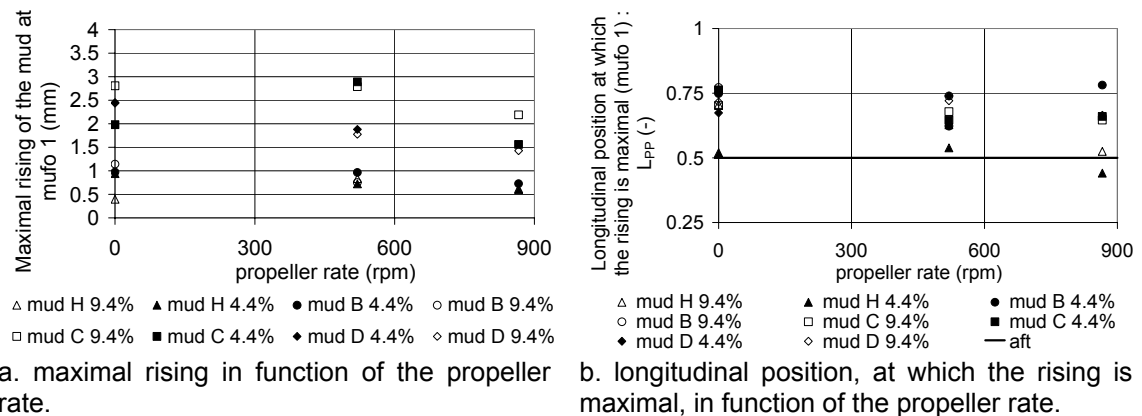 Maximal rising of the mud at
mufo 1 (mm)
4
3.5
3
2.5
2
1.5
1
0.5
0
0 300 600 900
propeller rate (rpm)
△ mud H 9.4% ▲ mud H 4.4% ● mud B 4.4% ○ mud B 9.4%
□ mud C 9.4% ■ mud C 4.4% ◆ mud D 4.4% ◇ mud D 9.4%
a. maximal rising in function of the propeller
rate.
Longitudinal position at which
the rising is maximal (mufo 1) :
LPP (-)
1
0.75
0.5
0.25
0 300 600 900
propeller rate (rpm)
△ mud H 9.4% ▲ mud H 4.4% ● mud B 4.4%
○ mud B 9.4% □ mud C 9.4% ■ mud C 4.4%
◆ mud D 4.4% ◇ mud D 9.4% — aft
b. longitudinal position, at which the rising is
maximal, in function of the propeller rate.